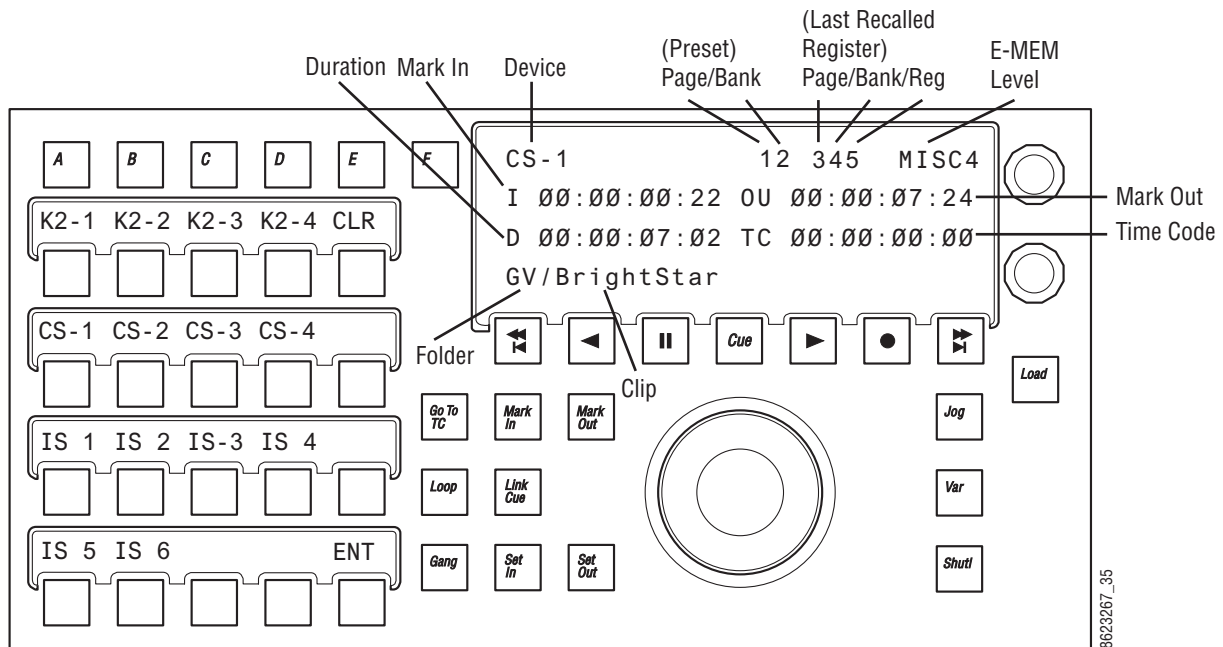 (Last Recalled
Register)
Page/Bank/Reg
(Preset)
Page/Bank
E-MEM
Level
Duration
Mark In
Device
A
B
C
D
E
F
CS-1 12 345 MISC4
I ØØ:ØØ:ØØ:22 OU ØØ:ØØ:Ø7:24
Mark Out
D ØØ:ØØ:Ø7:Ø2 TC ØØ:ØØ:ØØ:ØØ
Time Code
GV/BrightStar
K2-1 K2-2 K2-3 K2-4 CLR
CS-1 CS-2 CS-3 CS-4
IS 1 IS 2 IS-3 IS 4
IS 5 IS 6 ENT
Folder
Clip
Cue
Load
Go To
TC
Mark
In
Mark
Out
Jog
Loop
Link
Cue
Var
Gang
Set
In
Set
Out
Shutl
8623267_35